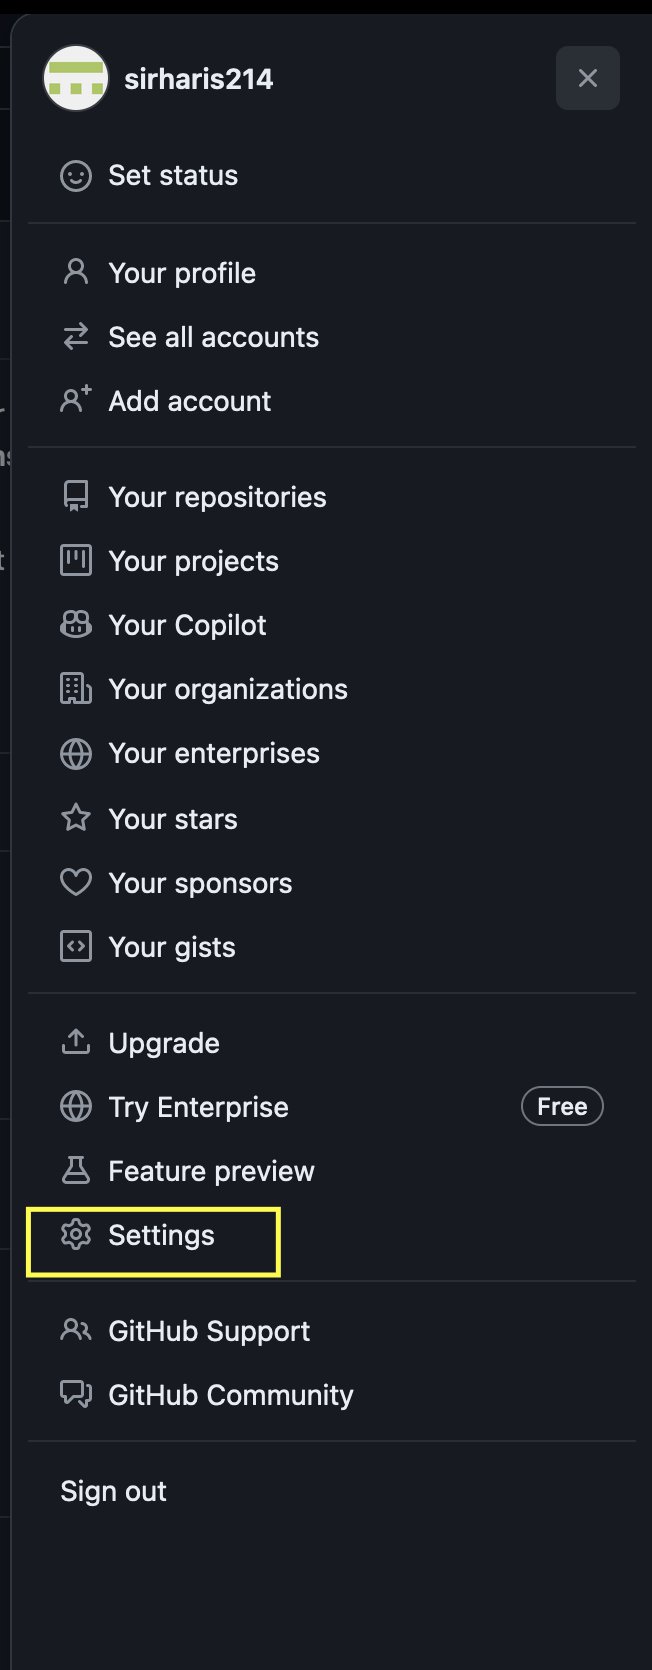 sirharis214
Set status
Your profile
See all accounts
Add account
Your repositories
Your projects
Your Copilot
Your organizations
Your enterprises
Your stars
Your sponsors
Your gists
Upgrade
Try Enterprise Free
Feature preview
Settings
GitHub Support
GitHub Community
Sign out